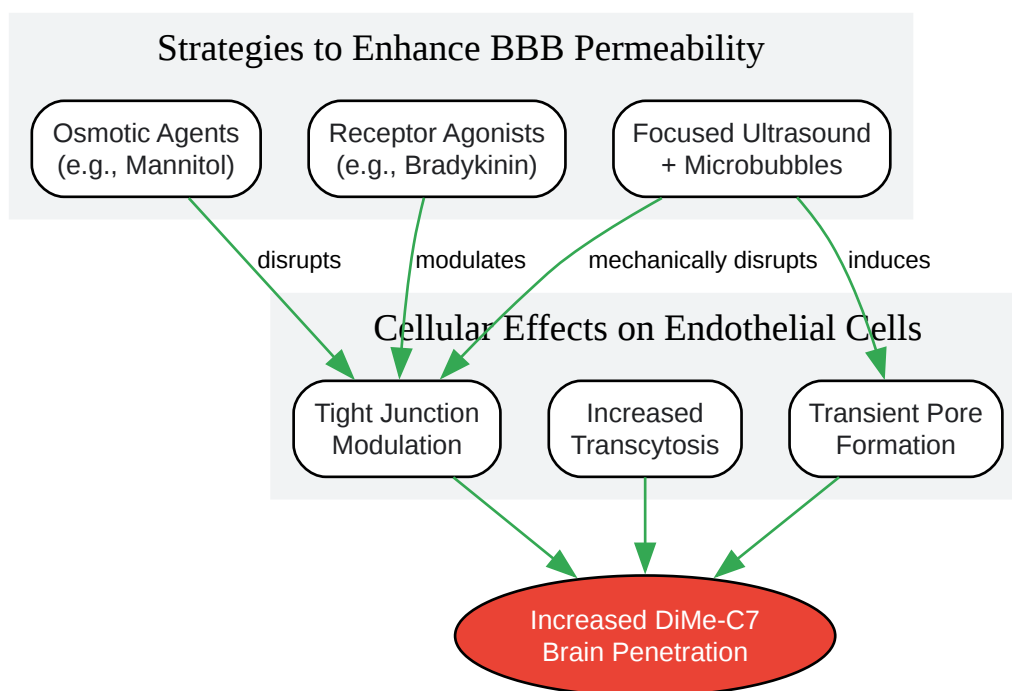 Strategies to Enhance BBB Permeability
Osmotic Agents
(e.g., Mannitol)
Receptor Agonists
(e.g., Bradykinin)
Focused Ultrasound
+ Microbubbles
disrupts
modulates
mechanically disrupts
induces
Cellular Effects on Endothelial Cells
Tight Junction
Modulation
Increased
Transcytosis
Transient Pore
Formation
Increased DiMe-C7
Brain Penetration